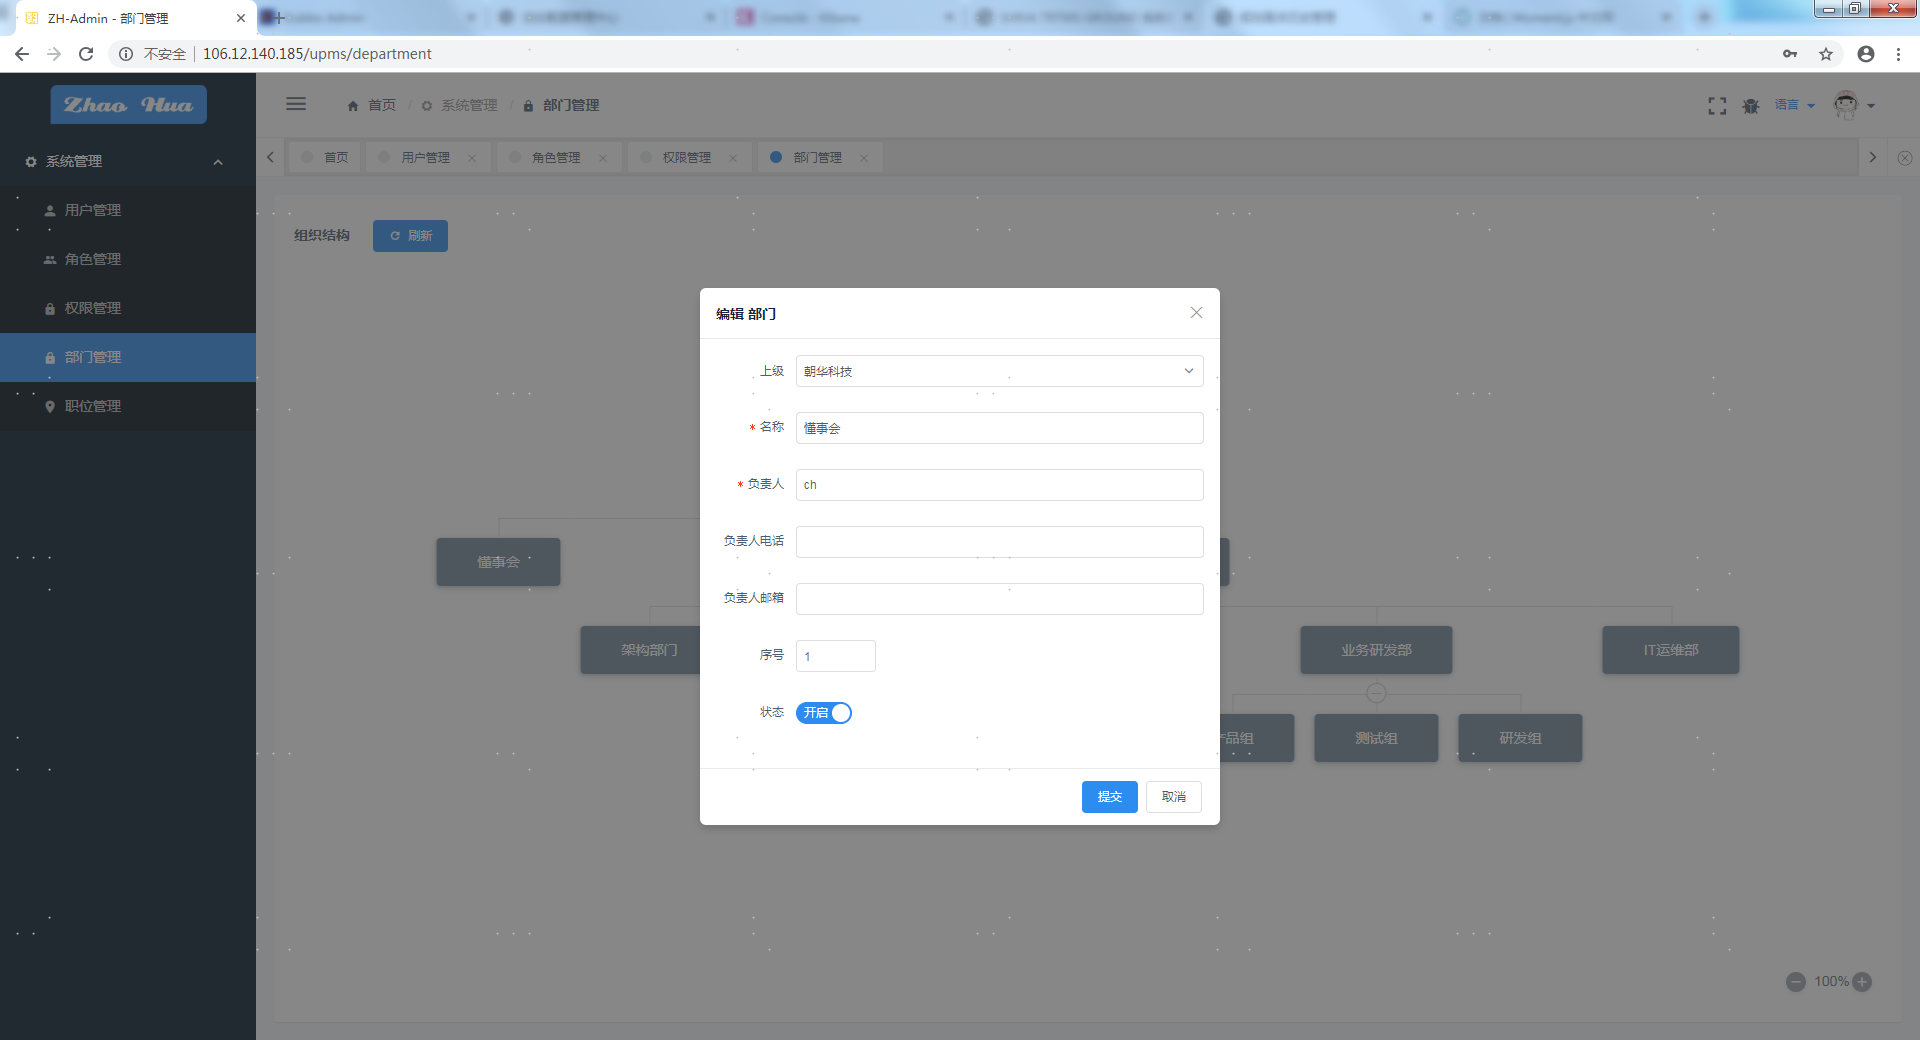 ZH-Admin - 部门管理
不安全 106.12.140.185/upms/department
Zhao Hua
首页 / 系统管理 / 部门管理
语言
系统管理
首页
用户管理
角色管理
权限管理
部门管理
用户管理
角色管理
权限管理
部门管理
职位管理
组织结构
刷新
编辑 部门
上级 朝华科技
* 名称 懂事会
* 负责人 ch
负责人电话
负责人邮箱
序号 1
状态 开启
提交 取消
懂事会
架构部门
业务研发部
IT运维部
品组
测试组
研发组
100%